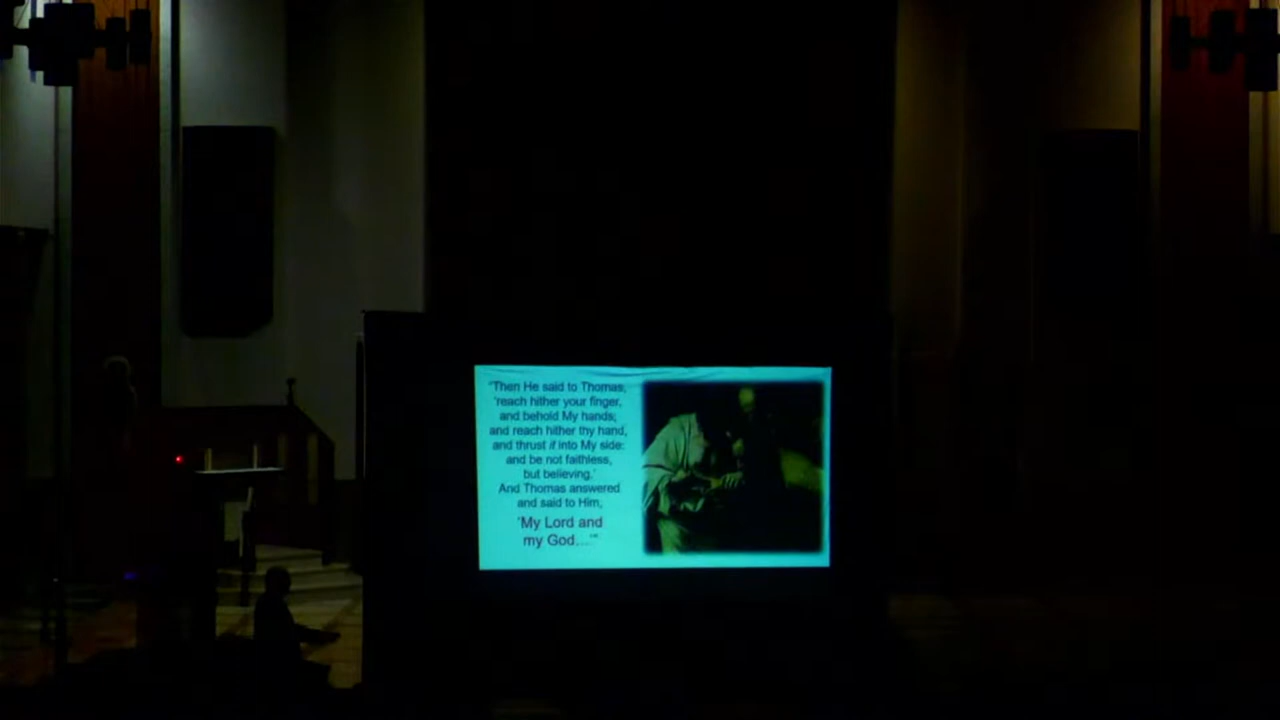 "Then He said to Thomas,
'reach hither your finger,
and behold My hands;
and reach hither thy hand,
and thrust it into My side:
and be not faithless,
but believing.'
And Thomas answered
and said to Him,
'My Lord and
my God....'"